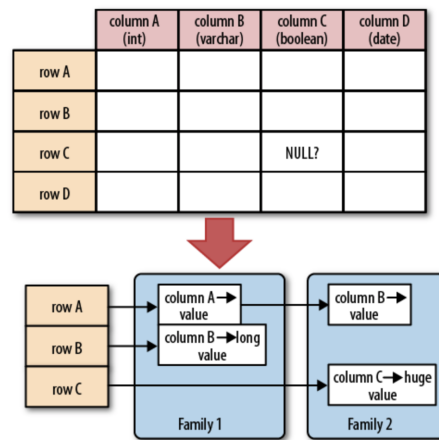 column A column B column C column D
(int) (varchar) (boolean) (date)
row A
row B
row C NULL?
row D
row A column A→ column B→
value value
row B column B→long
value
row C column C→huge
value
Family 1 Family 2